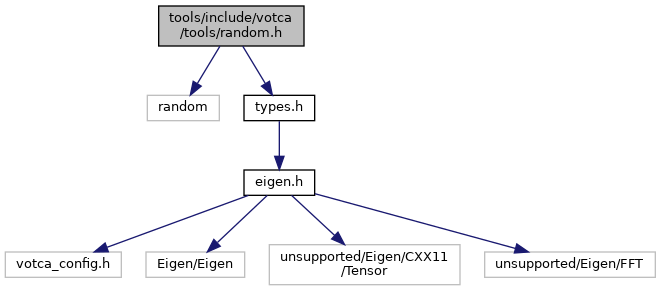 tools/include/votca
/tools/random.h
random
types.h
eigen.h
votca_config.h
Eigen/Eigen
unsupported/Eigen/CXX11
/Tensor
unsupported/Eigen/FFT